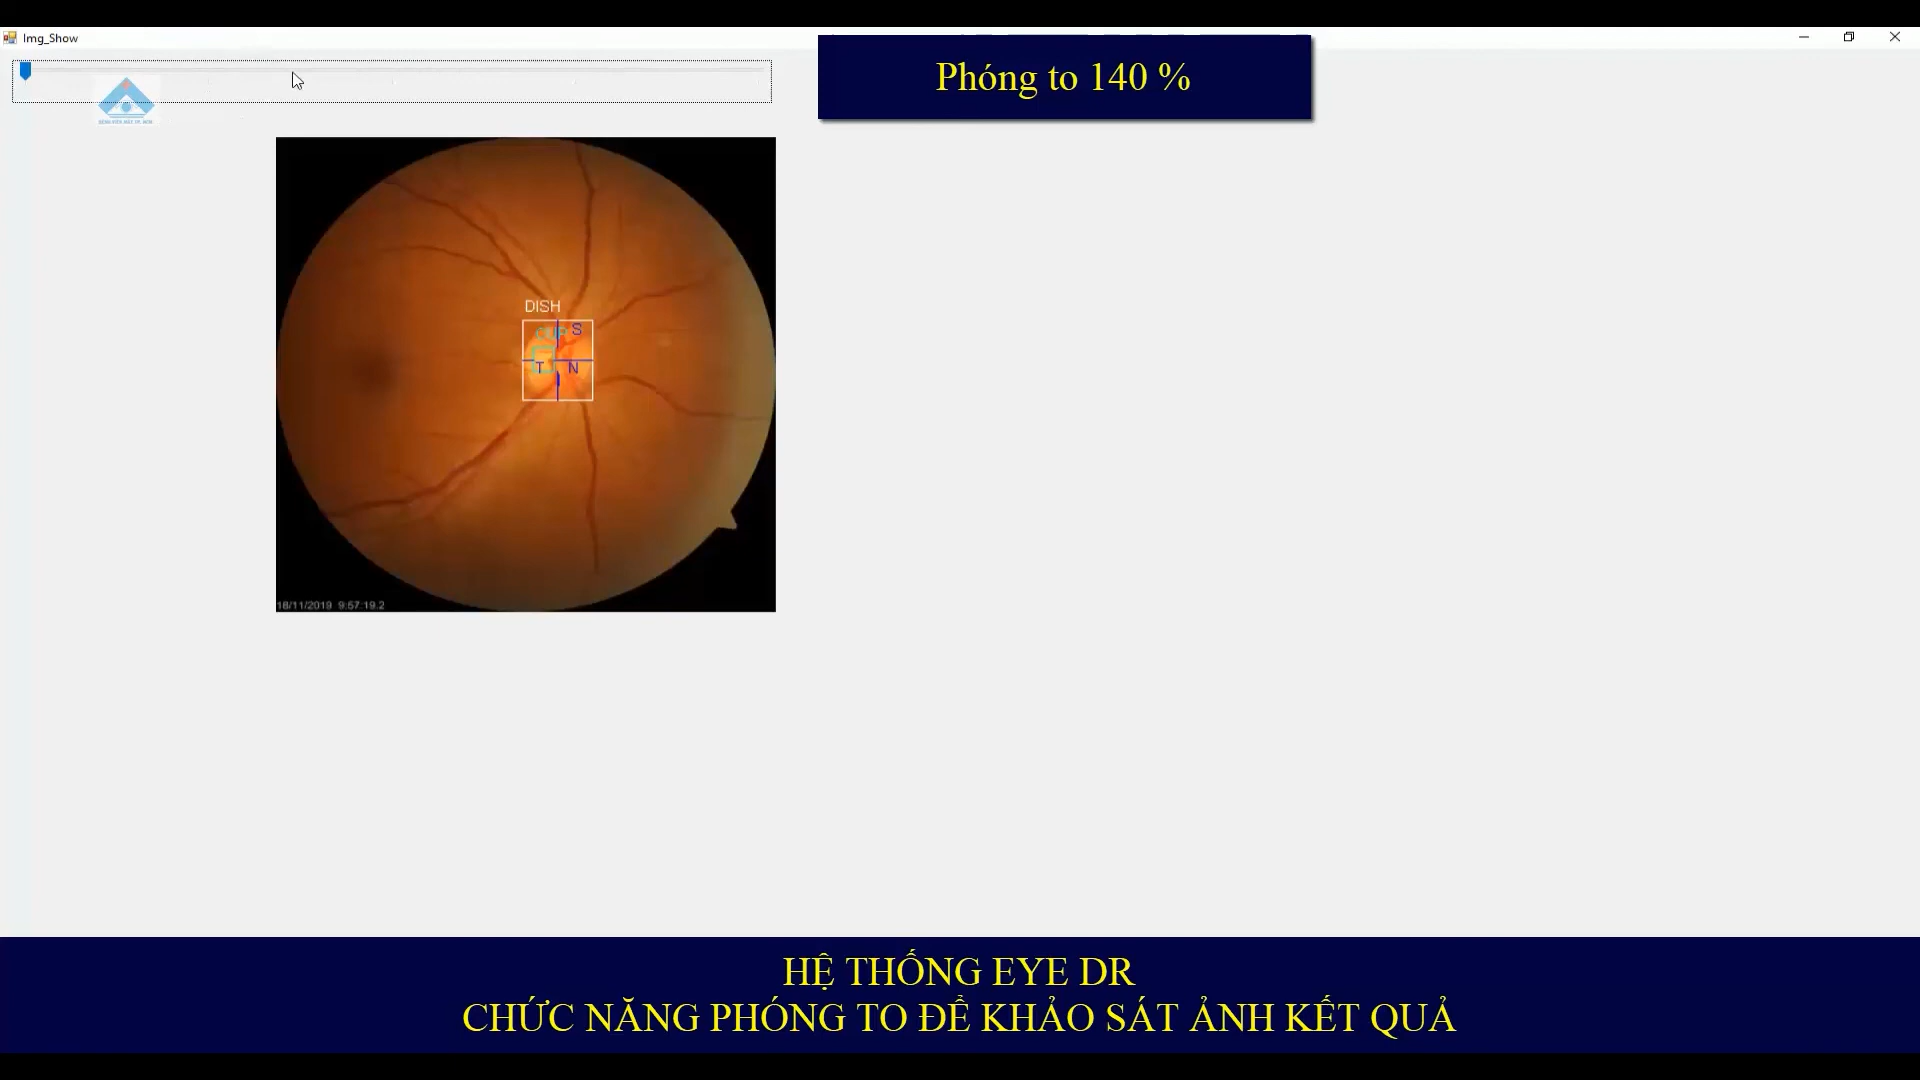 Img_Show
Phóng to 140 %
DISH
CUP
S
T
N
I
18/11/2019 9:57:19.2
HỆ THỐNG EYE DR
CHỨC NĂNG PHÓNG TO ĐỂ KHẢO SÁT ẢNH KẾT QUẢ